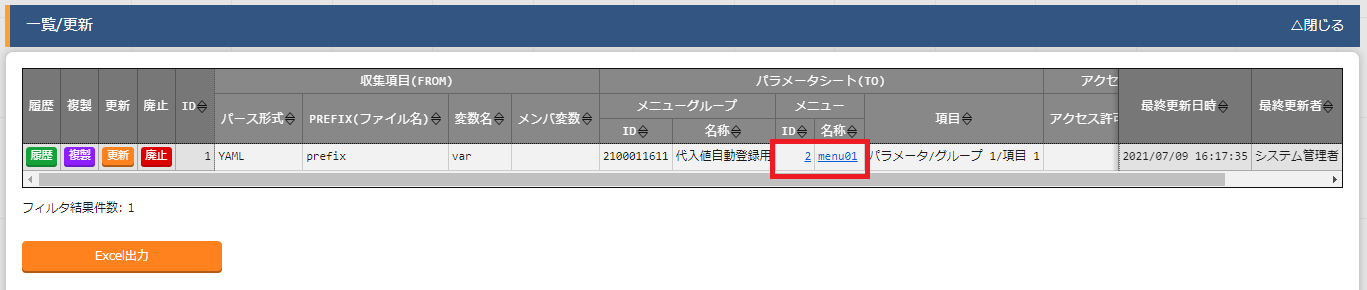 一覧/更新 △閉じる
収集項目(FROM) パラメータシート(TO) アクセ
履歴 複製 更新 廃止 ID パース形式 PREFIX(ファイル名) 変数名 メンバ変数 メニューグループ メニュー 項目 アクセス許可 最終更新日時 最終更新者
ID 名称 ID 名称
履歴 複製 更新 廃止 1 YAML prefix var 2100011611 代入値自動登録用 2 menu01 パラメータ/グループ 1/項目 1 2021/07/09 16:17:35 システム管理者
フィルタ結果件数: 1
Excel出力